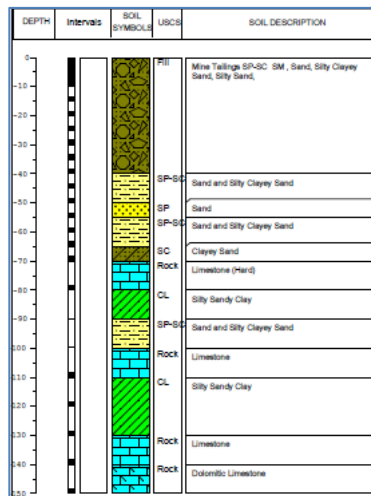 DEPTH Intervals SOIL SYMBOLS USCS SOIL DESCRIPTION
0 Fill Mine Tailings SP-SC SM , Sand, Silty Clayey
Sand, Silty Sand,
-10
-20
-30
-40 SP-SC Sand and Silty Clayey Sand
-50 SP Sand
SP-SC Sand and Silty Clayey Sand
-60
SC Clayey Sand
-70 Rock Limestone (Hard)
-80 CL Silty Sandy Clay
-90 SP-SC Sand and Silty Clayey Sand
-100 Rock Limestone
-110 CL Silty Sandy Clay
-120
-130 Rock Limestone
-140 Rock Dolomitic Limestone
-150